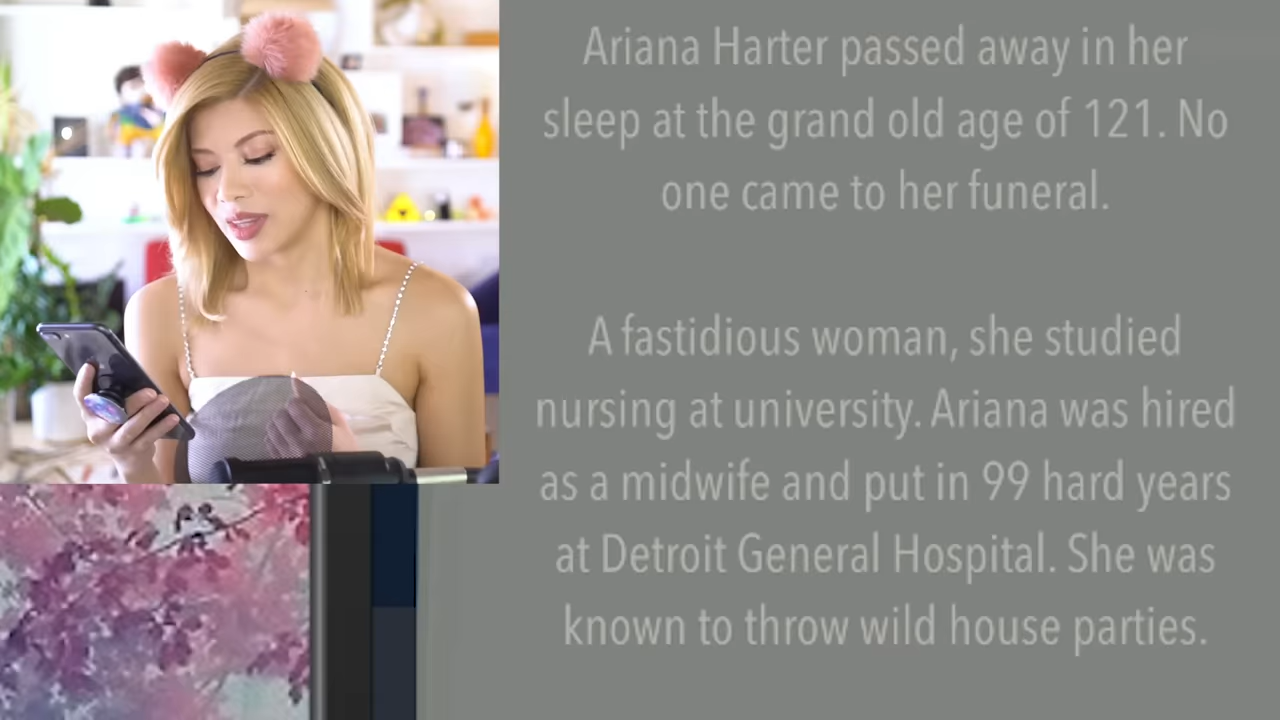 Ariana Harter passed away in her
sleep at the grand old age of 121. No
one came to her funeral.
A fastidious woman, she studied
nursing at university. Ariana was hired
as a midwife and put in 99 hard years
at Detroit General Hospital. She was
known to throw wild house parties.